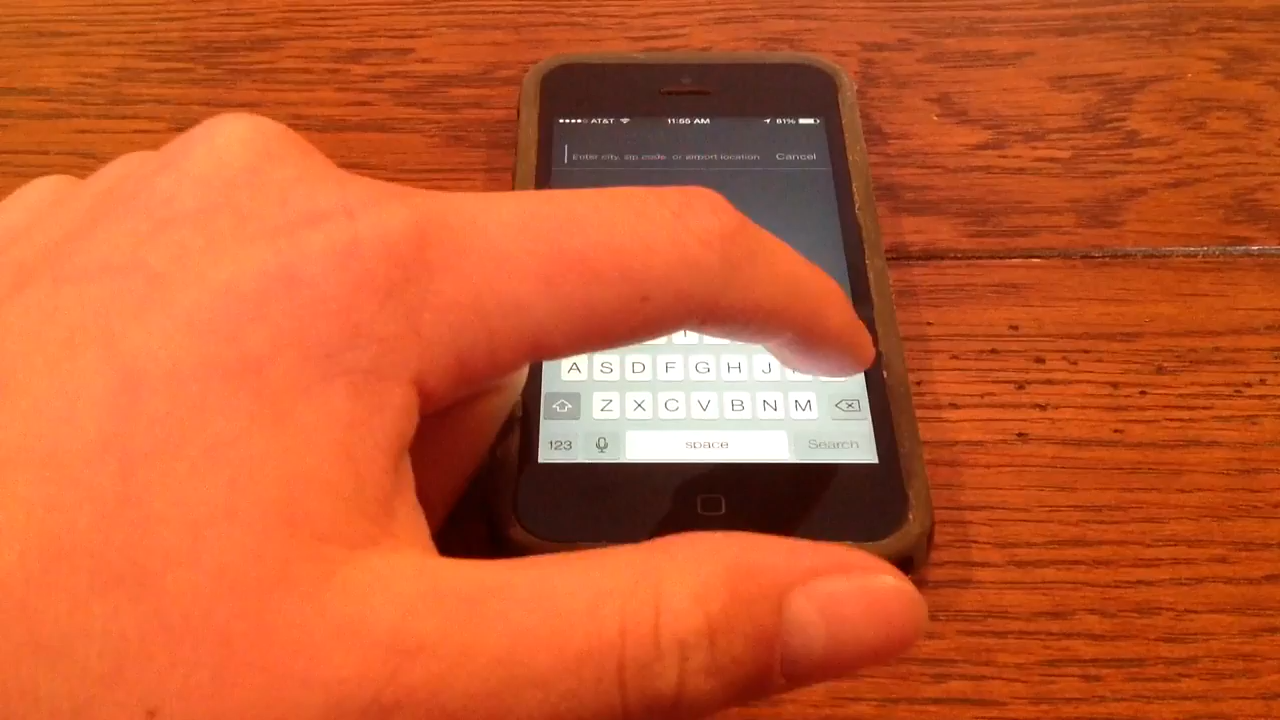 AT&T 11:55 AM 81%
Enter city, zip code, or airport location Cancel
A S D F G H J
Z X C V B N M
123 space Search